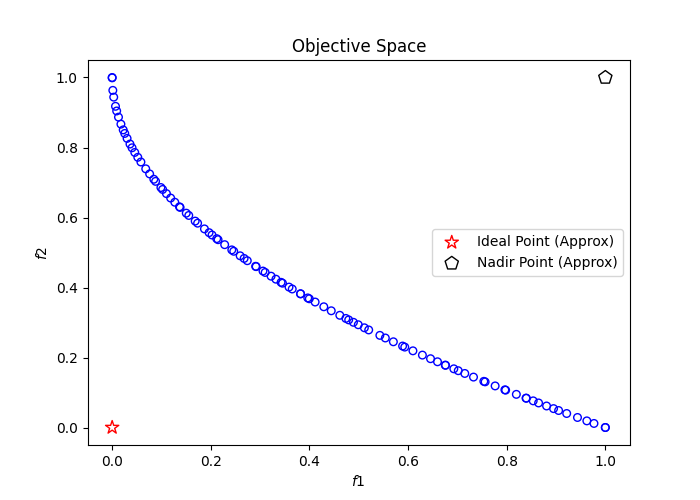 Objective Space
1.0
0.8
0.6
0.4
0.2
0.0
f2
Ideal Point (Approx)
Nadir Point (Approx)
0.0 0.2 0.4 0.6 0.8 1.0
f1